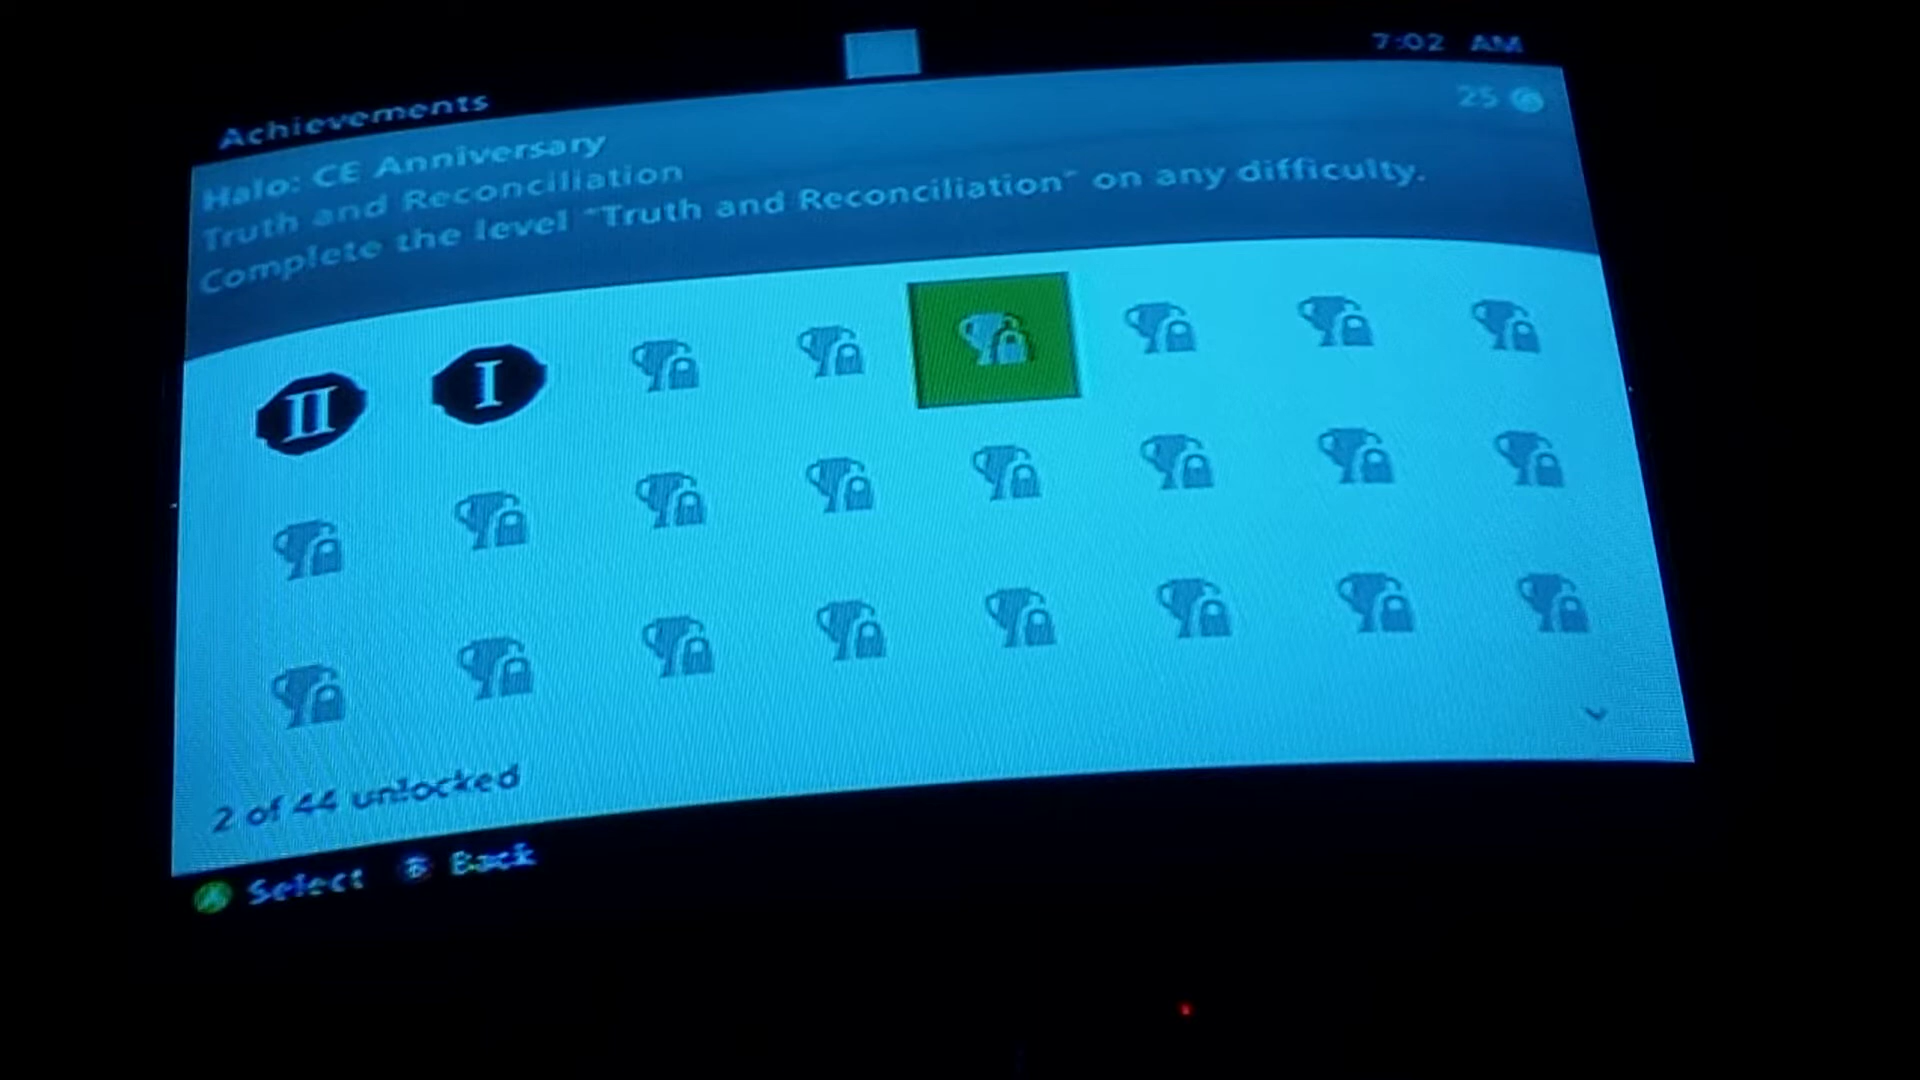 7:02 AM
Achievements
25
Halo: CE Anniversary
Truth and Reconciliation
Complete the level "Truth and Reconciliation" on any difficulty.
II
I
2 of 44 unlocked
A Select B Back